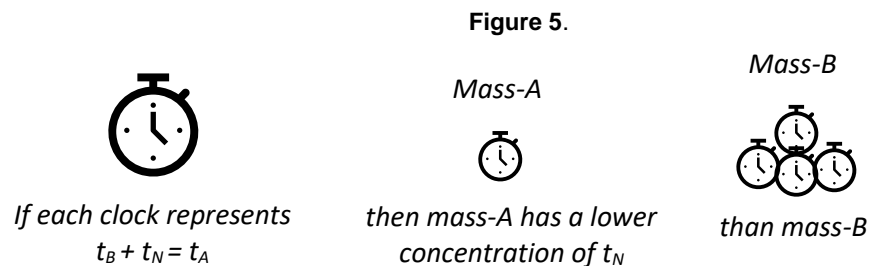 Figure 5.
If each clock represents
t_B + t_N = t_A
Mass-A
then mass-A has a lower
concentration of t_N
Mass-B
than mass-B